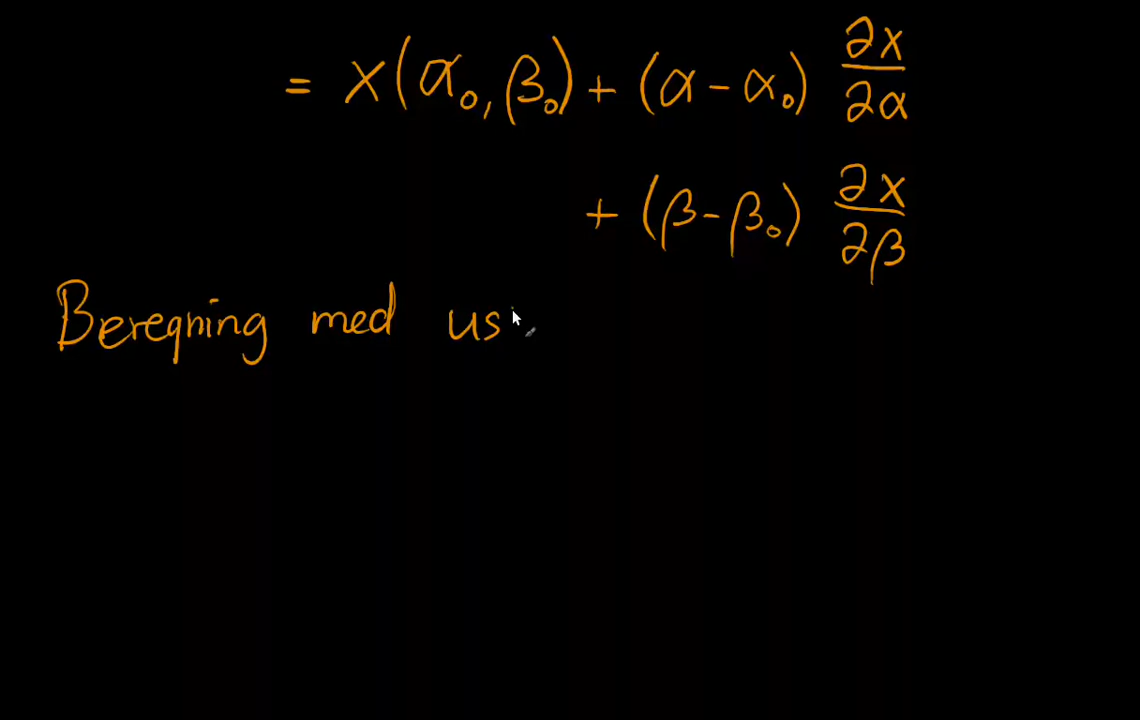 = x(α₀, β₀) + (α - α₀) ∂x/∂α
+ (β - β₀) ∂x/∂β
Beregning med us